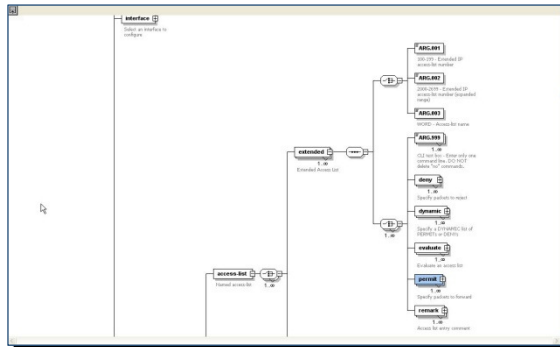 interface
Select an interface to
configure
ARG.001
100-199 - Extended IP
access list number
ARG.002
2000-2699 - Extended IP
access list number (expanded
range)
ARG.003
WORD - Access-list name
extended
1..∞
Extended Access List
ARG.999
1..∞
CLI text box - Enter only one
command line. DO NOT
delete "no" commands.
deny
1..∞
Specify packets to reject
dynamic
1..∞
Specify a DYNAMIC list of
PERMITs or DENYs
1..∞
evaluate
1..∞
Evaluate an access list
access-list
Named access-list
1..∞
permit
1..∞
Specify packets to forward
remark
1..∞
Access list entry comment